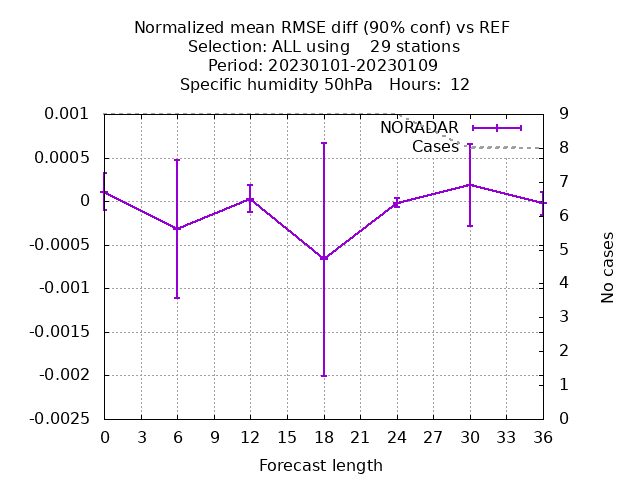 Normalized mean RMSE diff (90% conf) vs REF
Selection: ALL using    29 stations
Period: 20230101-20230109
Specific humidity 50hPa   Hours:  12
0.001
0.0005
0
-0.0005
-0.001
-0.0015
-0.002
-0.0025
NORADAR
Cases
9
8
7
6
5
4
3
2
1
0
No cases
0 3 6 9 12 15 18 21 24 27 30 33 36
Forecast length